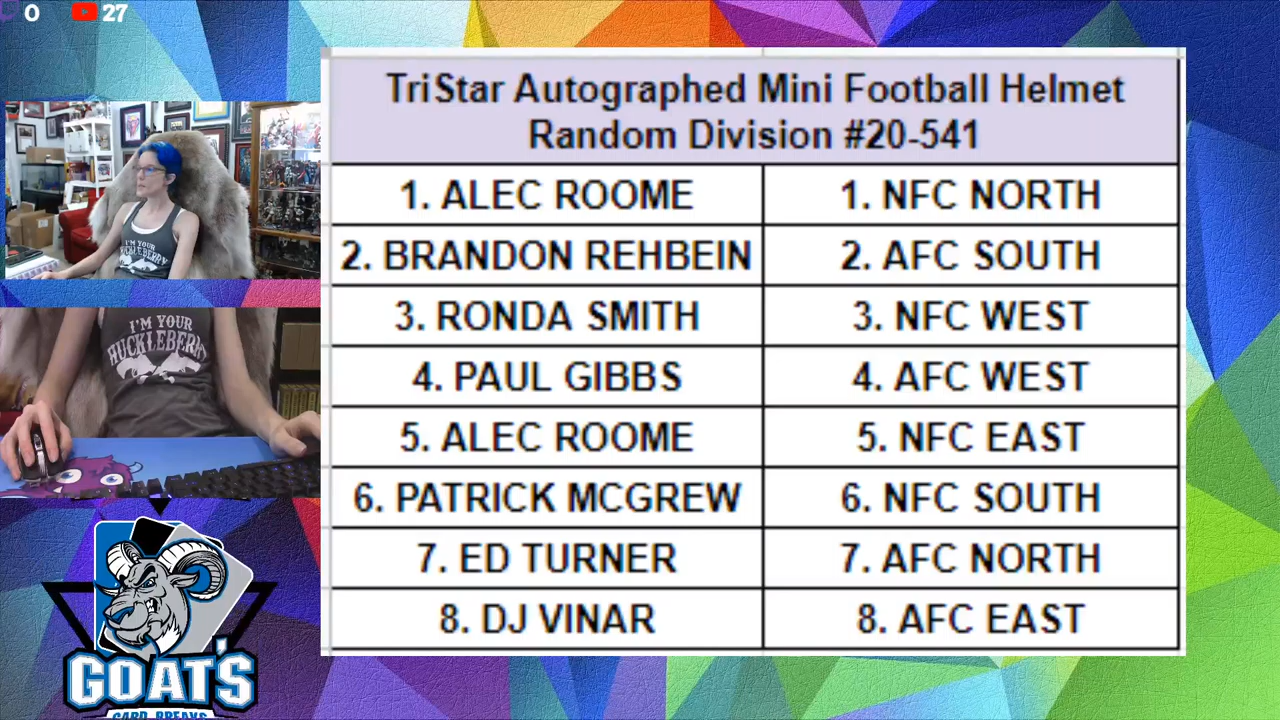 0 27
TriStar Autographed Mini Football Helmet
Random Division #20-541
1. ALEC ROOME 1. NFC NORTH
2. BRANDON REHBEIN 2. AFC SOUTH
3. RONDA SMITH 3. NFC WEST
4. PAUL GIBBS 4. AFC WEST
5. ALEC ROOME 5. NFC EAST
6. PATRICK MCGREW 6. NFC SOUTH
7. ED TURNER 7. AFC NORTH
8. DJ VINAR 8. AFC EAST
I'M YOUR
HUCKLEBERRY
I'M YOUR
HUCKLEBERRY
GOAT'S
CARD BREAKS